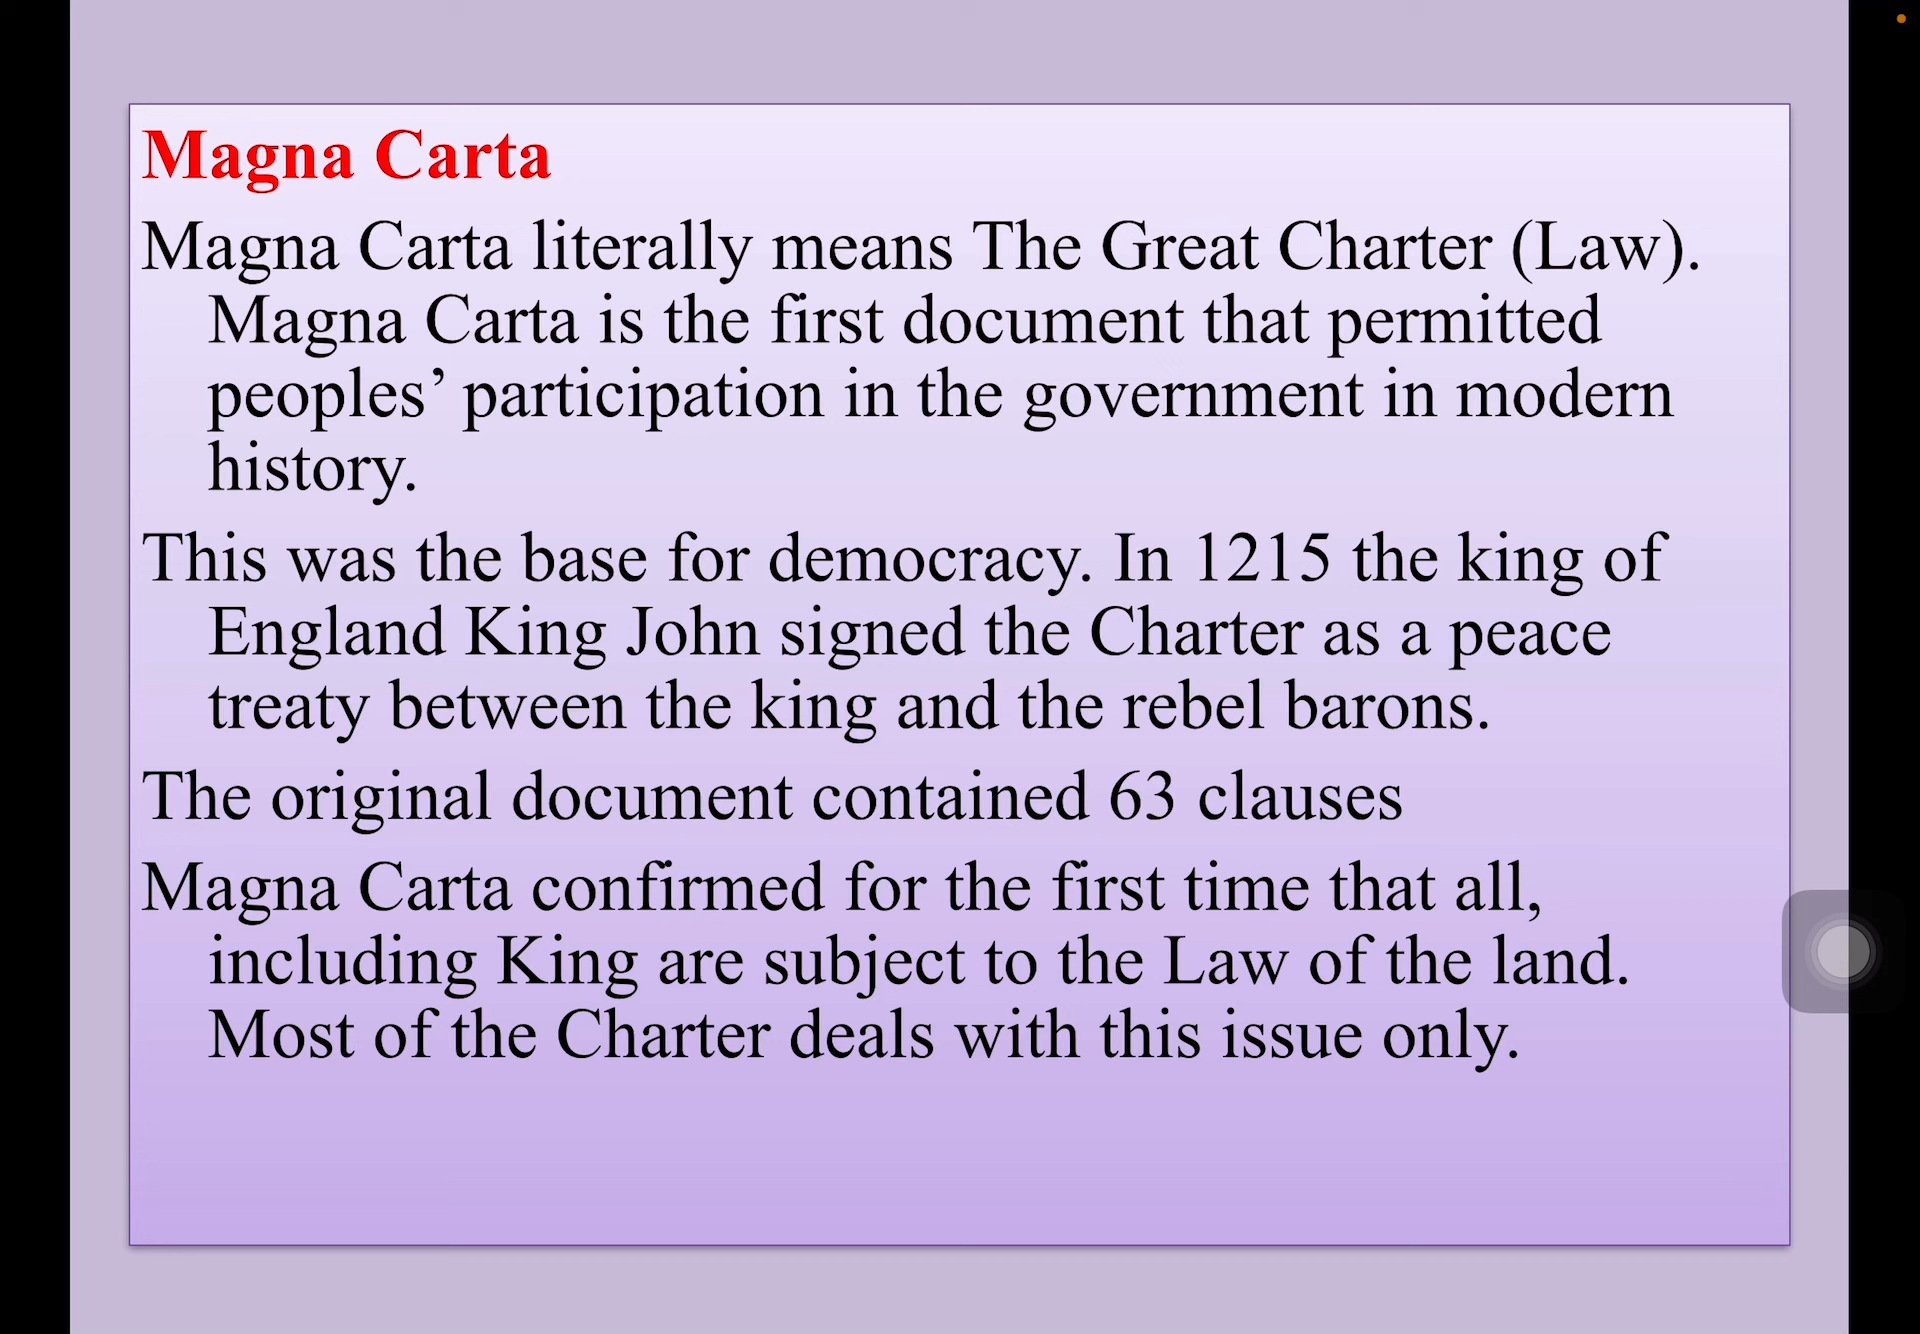 Magna Carta
Magna Carta literally means The Great Charter (Law).
Magna Carta is the first document that permitted
peoples’ participation in the government in modern
history.
This was the base for democracy. In 1215 the king of
England King John signed the Charter as a peace
treaty between the king and the rebel barons.
The original document contained 63 clauses
Magna Carta confirmed for the first time that all,
including King are subject to the Law of the land.
Most of the Charter deals with this issue only.